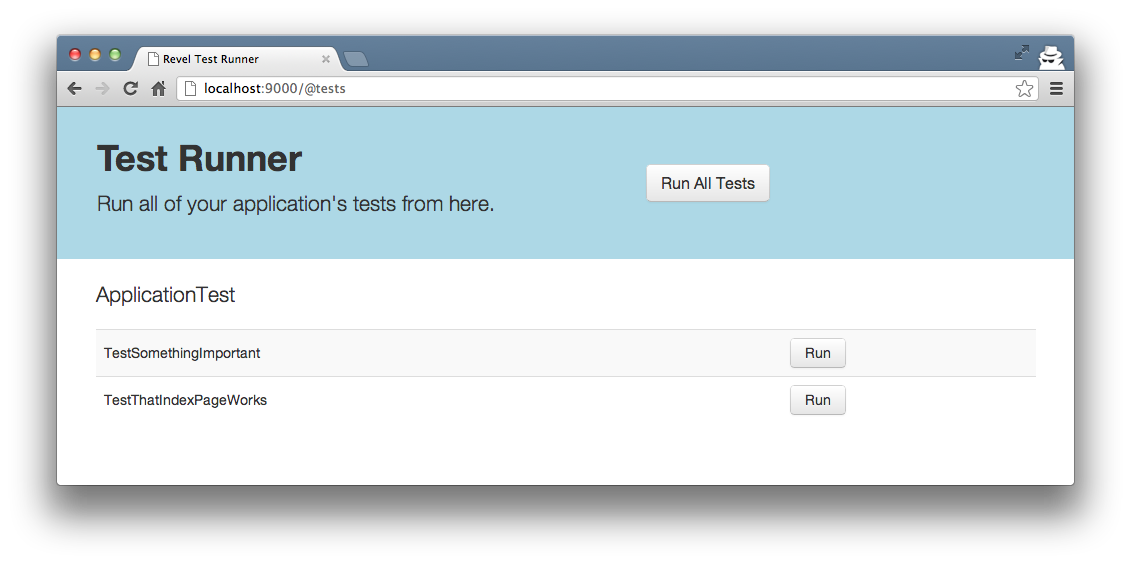 Revel Test Runner
localhost:9000/@tests
Test Runner
Run all of your application's tests from here.
Run All Tests
ApplicationTest
TestSomethingImportant
Run
TestThatIndexPageWorks
Run